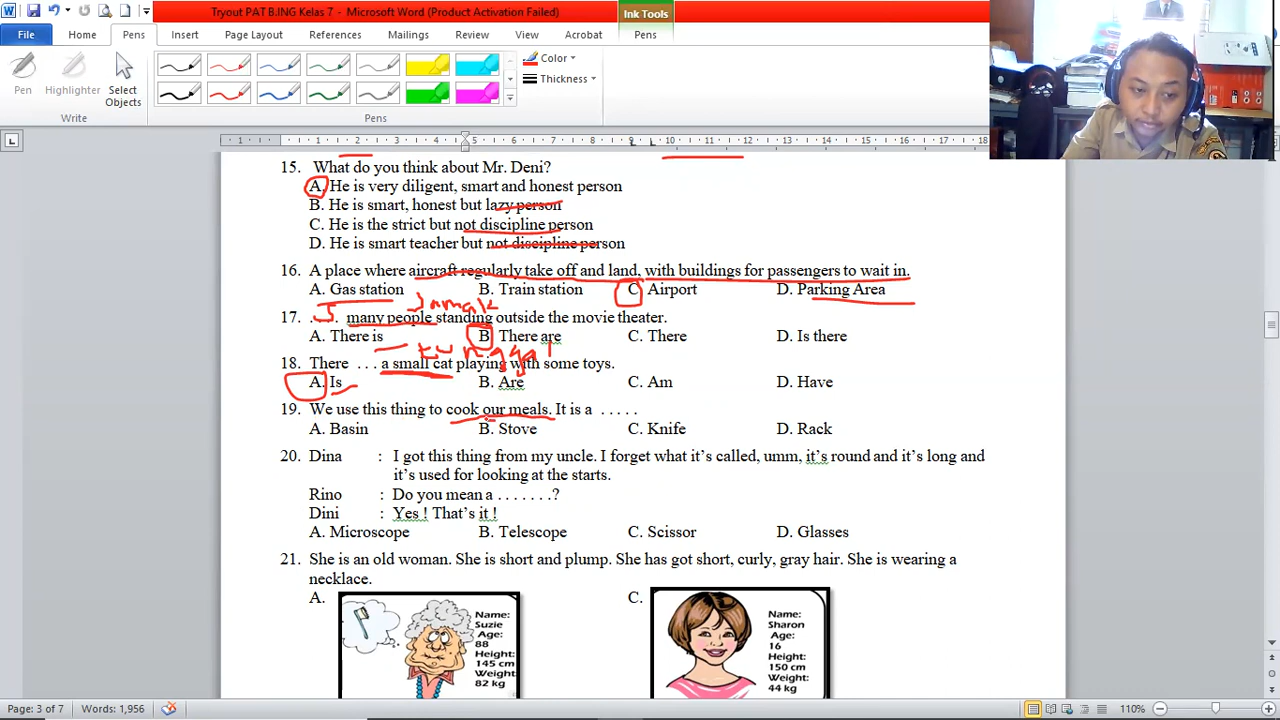 Tryout PAT B.ING Kelas 7 - Microsoft Word (Product Activation Failed)
Ink Tools
File Home Pens Insert Page Layout References Mailings Review View Acrobat Pens
Pen
Highlighter
Select Objects
Color
Thickness
Write
Pens
15. What do you think about Mr. Deni?
A. He is very diligent, smart and honest person
B. He is smart, honest but lazy person
C. He is the strict but not discipline person
D. He is smart teacher but not discipline person
16. A place where aircraft regularly take off and land, with buildings for passengers to wait in.
A. Gas station B. Train station C. Airport D. Parking Area
Jamak
17. many people standing outside the movie theater.
A. There is B. There are C. There D. Is there
tunggal
18. There . . . a small cat playing with some toys.
A. Is B. Are C. Am D. Have
19. We use this thing to cook our meals. It is a . . . . .
A. Basin B. Stove C. Knife D. Rack
20. Dina : I got this thing from my uncle. I forget what it’s called, umm, it’s round and it’s long and
it’s used for looking at the starts.
Rino : Do you mean a . . . . . . .?
Dini : Yes ! That’s it !
A. Microscope B. Telescope C. Scissor D. Glasses
21. She is an old woman. She is short and plump. She has got short, curly, gray hair. She is wearing a
necklace.
A.
Name:
Suzie
Age:
88
Height:
145 cm
Weight:
82 kg
C.
Name:
Sharon
Age:
16
Height:
150 cm
Weight:
44 kg
Page: 3 of 7 Words: 1,956 110%